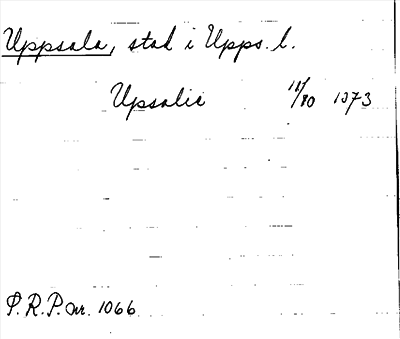 Uppsala, stad i Upps. l.
Upsalie 11/10 1373
P.R.P. nr. 1066